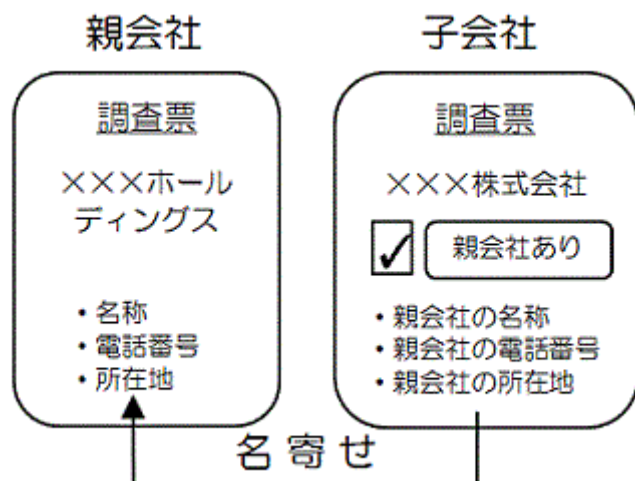 親会社
調査票
×××ホール
ディングス
・名称
・電話番号
・所在地
子会社
調査票
×××株式会社
✓ 親会社あり
・親会社の名称
・親会社の電話番号
・親会社の所在地
名寄せ